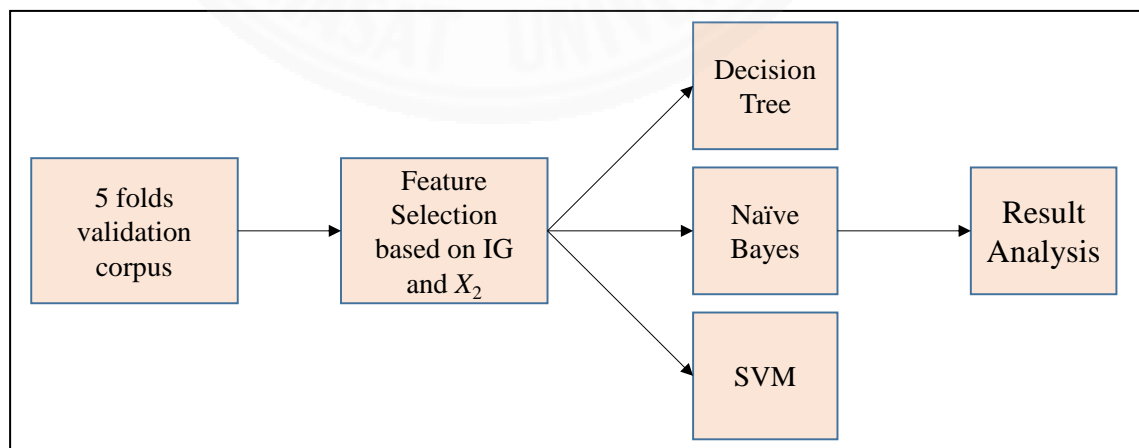 5 folds
validation
corpus
Feature
Selection
based on IG
and X₂
Decision
Tree
Naïve
Bayes
SVM
Result
Analysis